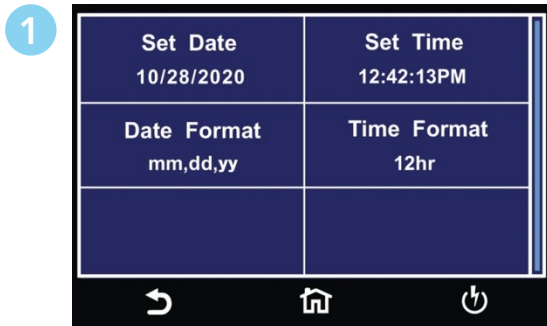 1
Set Date
10/28/2020
Set Time
12:42:13PM
Date Format
mm,dd,yy
Time Format
12hr